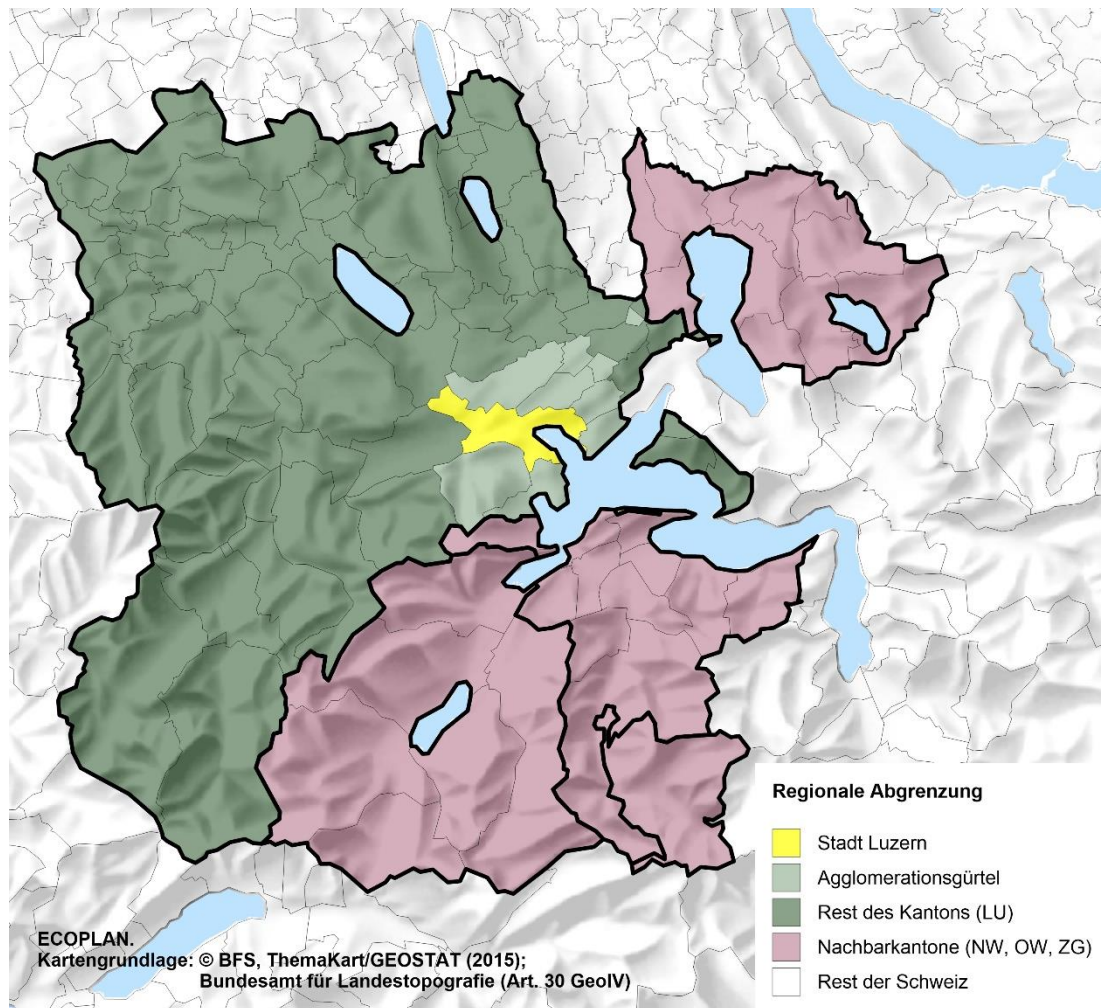 Regionale Abgrenzung
Stadt Luzern
Agglomerationsgürtel
Rest des Kantons (LU)
Nachbarkantone (NW, OW, ZG)
Rest der Schweiz
ECOPLAN.
Kartengrundlage: © BFS, ThemaKart/GEOSTAT (2015);
Bundesamt für Landestopografie (Art. 30 GeoIV)